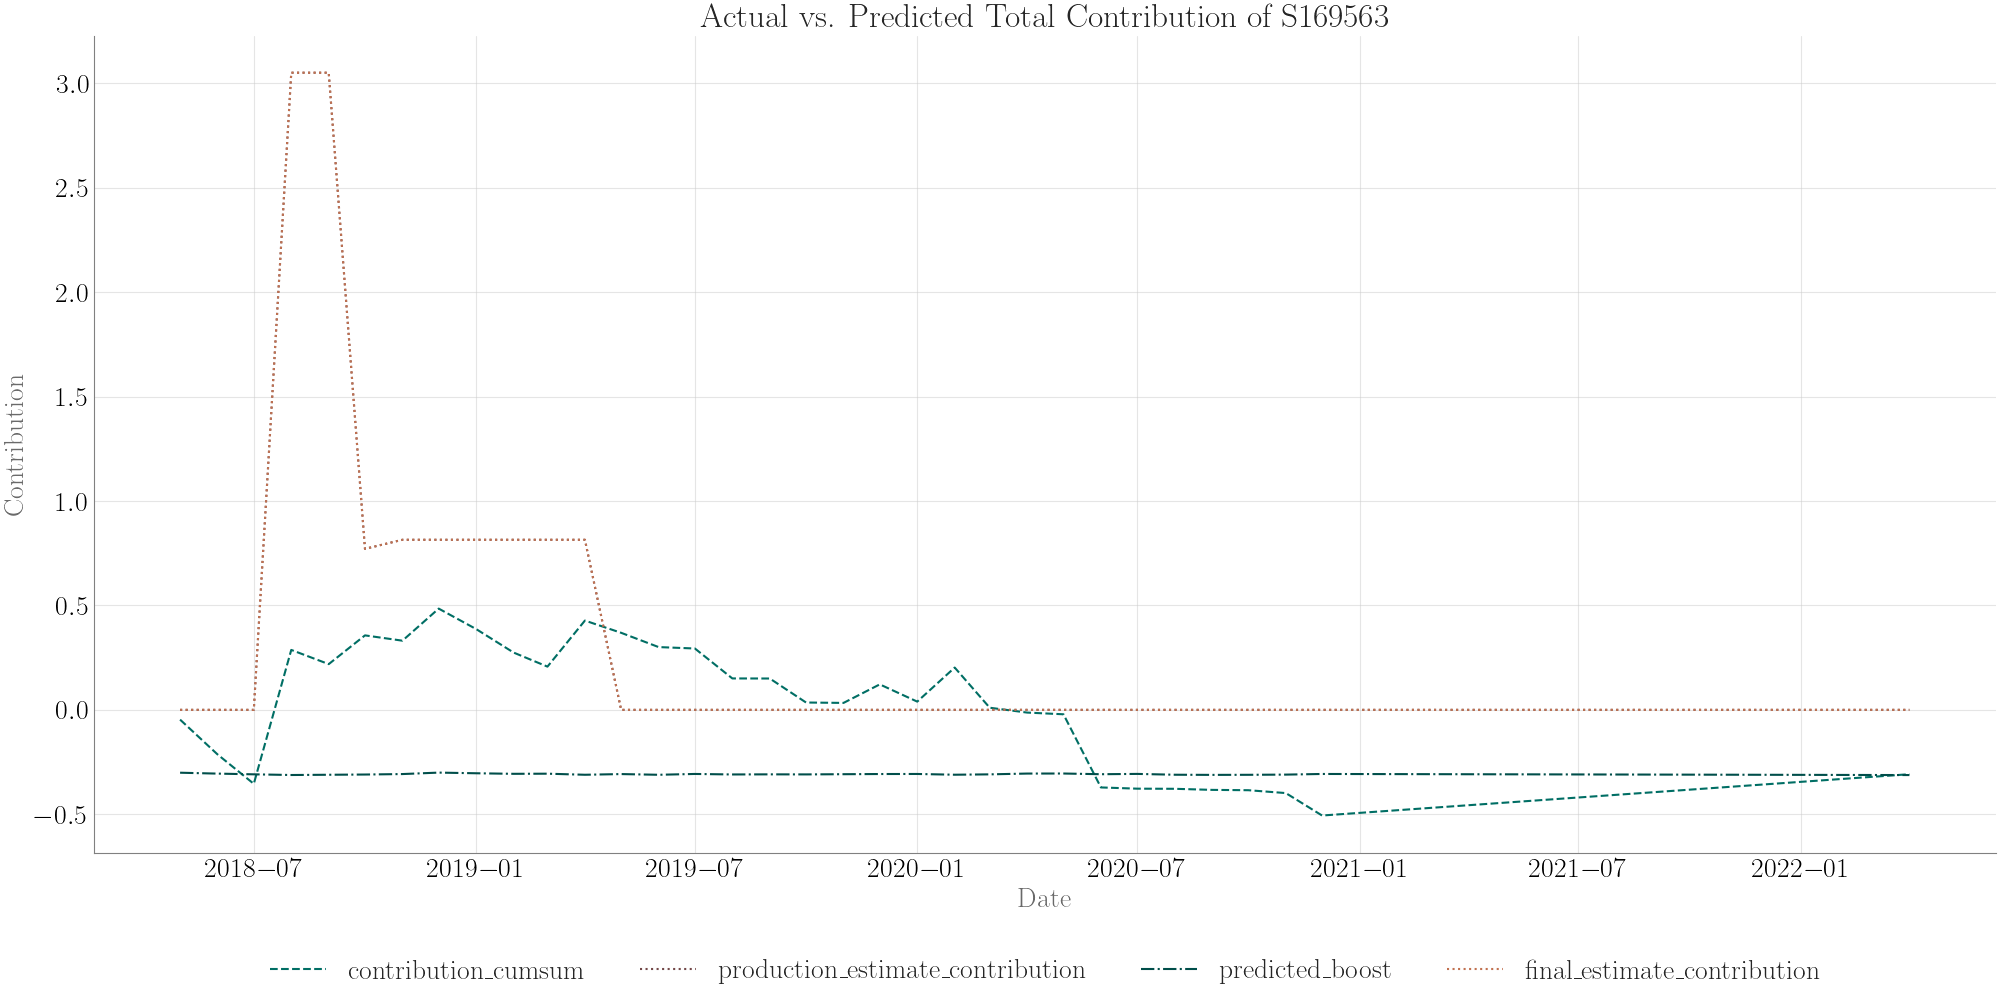 Actual vs. Predicted Total Contribution of S169563
3.0
2.5
2.0
1.5
1.0
0.5
0.0
−0.5
Contribution
2018−07 2019−01 2019−07 2020−01 2020−07 2021−01 2021−07 2022−01
Date
contribution_cumsum production_estimate_contribution predicted_boost final_estimate_contribution